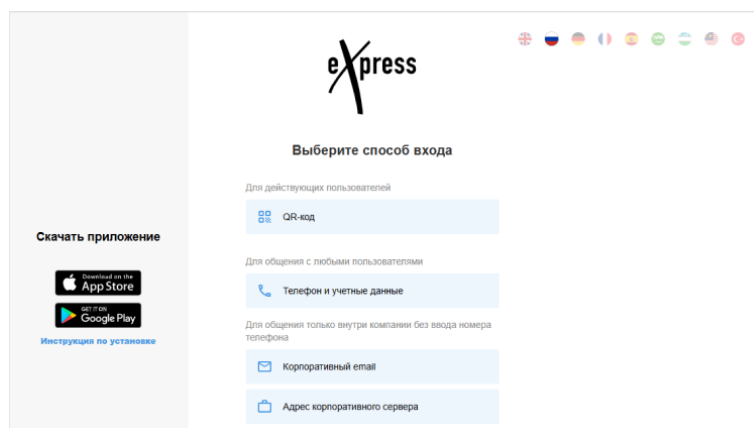 eXpress
Выберите способ входа
Для действующих пользователей
QR-код
Для общения с любыми пользователями
Телефон и учетные данные
Для общения только внутри компании без ввода номера
телефона
Корпоративный email
Адрес корпоративного сервера
Скачать приложение
Download on the
App Store
GET IT ON
Google Play
Инструкция по установке